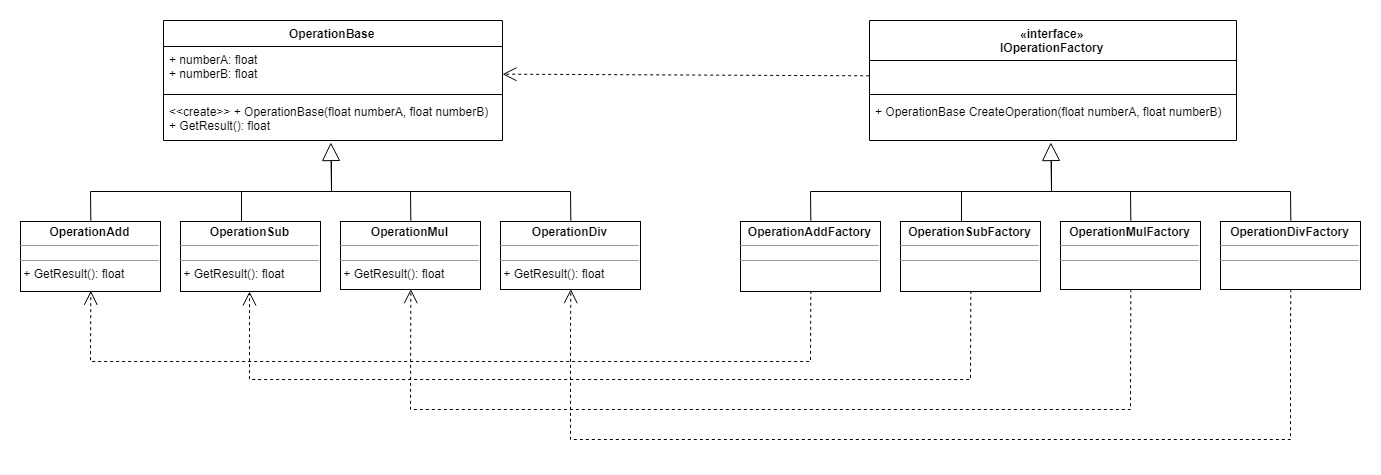 OperationBase
+ numberA: float
+ numberB: float
<<create>> + OperationBase(float numberA, float numberB)
+ GetResult(): float
«interface»
IOperationFactory
+ OperationBase CreateOperation(float numberA, float numberB)
OperationAdd
+ GetResult(): float
OperationSub
+ GetResult(): float
OperationMul
+ GetResult(): float
OperationDiv
+ GetResult(): float
OperationAddFactory
OperationSubFactory
OperationMulFactory
OperationDivFactory